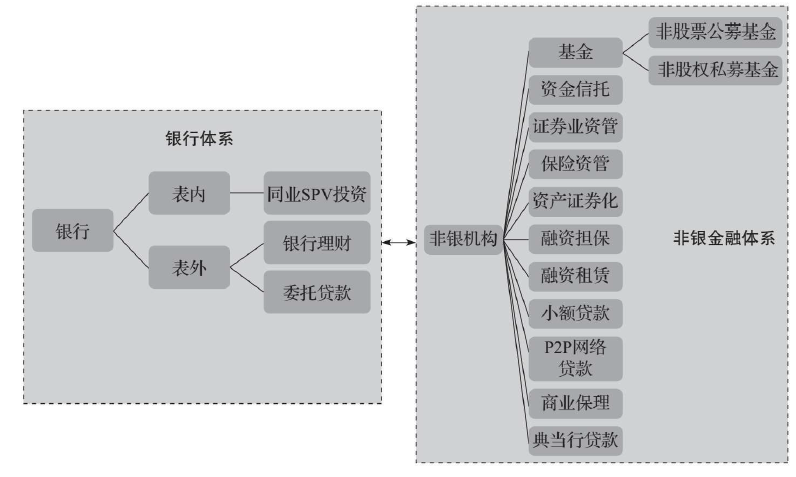 银行体系
银行
表内
同业SPV投资
表外
银行理财
委托贷款
非银机构
基金
非股票公募基金
非股权私募基金
资金信托
证券业资管
保险资管
资产证券化
融资担保
融资租赁
小额贷款
P2P网络
贷款
商业保理
典当行贷款
非银金融体系